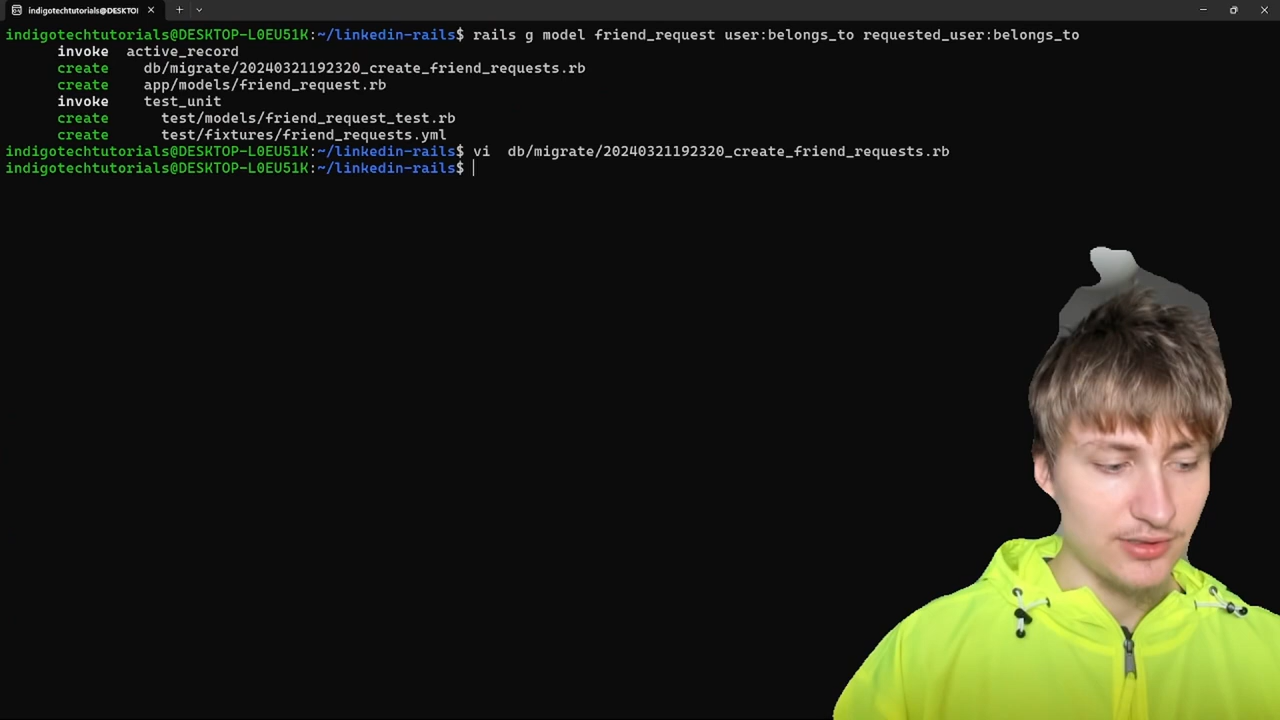 indigotechtutorials@DESKTO!
indigotechtutorials@DESKTOP-L0EU51K:~/linkedin-rails$ rails g model friend_request user:belongs_to requested_user:belongs_to
invoke active_record
create db/migrate/20240321192320_create_friend_requests.rb
create app/models/friend_request.rb
invoke test_unit
create test/models/friend_request_test.rb
create test/fixtures/friend_requests.yml
indigotechtutorials@DESKTOP-L0EU51K:~/linkedin-rails$ vi  db/migrate/20240321192320_create_friend_requests.rb
indigotechtutorials@DESKTOP-L0EU51K:~/linkedin-rails$